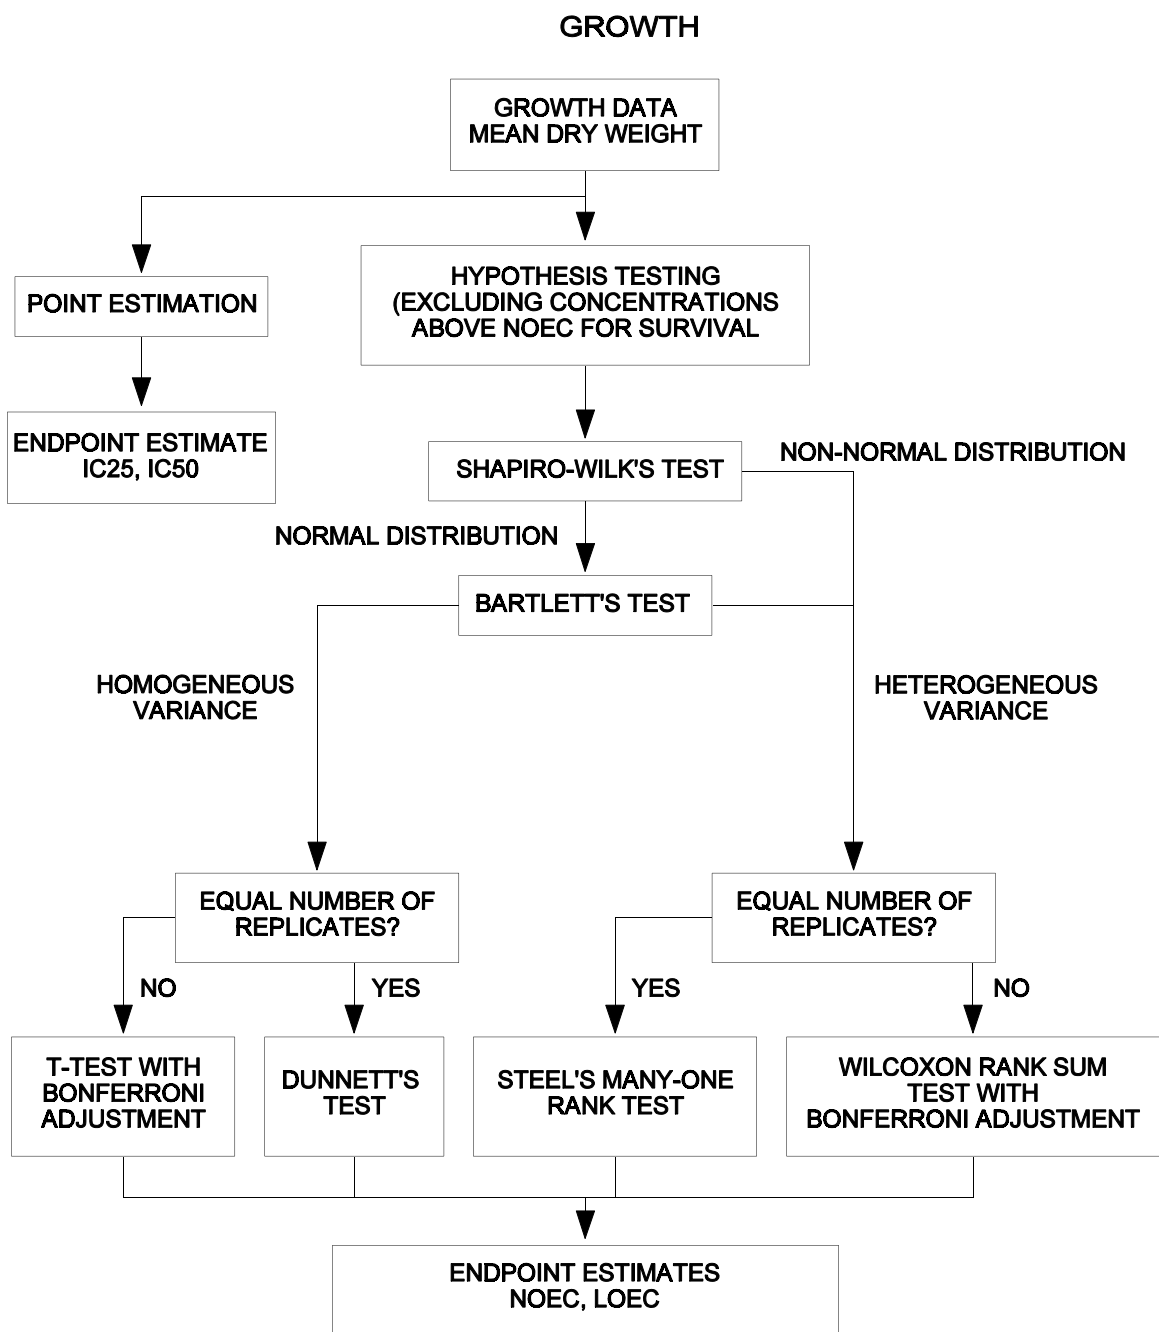 GROWTH
GROWTH DATA
MEAN DRY WEIGHT
HYPOTHESIS TESTING
(EXCLUDING CONCENTRATIONS
ABOVE NOEC FOR SURVIVAL
POINT ESTIMATION
ENDPOINT ESTIMATE
IC25, IC50
SHAPIRO-WILK'S TEST
NON-NORMAL DISTRIBUTION
NORMAL DISTRIBUTION
BARTLETT'S TEST
HOMOGENEOUS
VARIANCE
HETEROGENEOUS
VARIANCE
EQUAL NUMBER OF
REPLICATES?
EQUAL NUMBER OF
REPLICATES?
NO
YES
YES
NO
T-TEST WITH
BONFERRONI
ADJUSTMENT
DUNNETT'S
TEST
STEEL'S MANY-ONE
RANK TEST
WILCOXON RANK SUM
TEST WITH
BONFERRONI ADJUSTMENT
ENDPOINT ESTIMATES
NOEC, LOEC